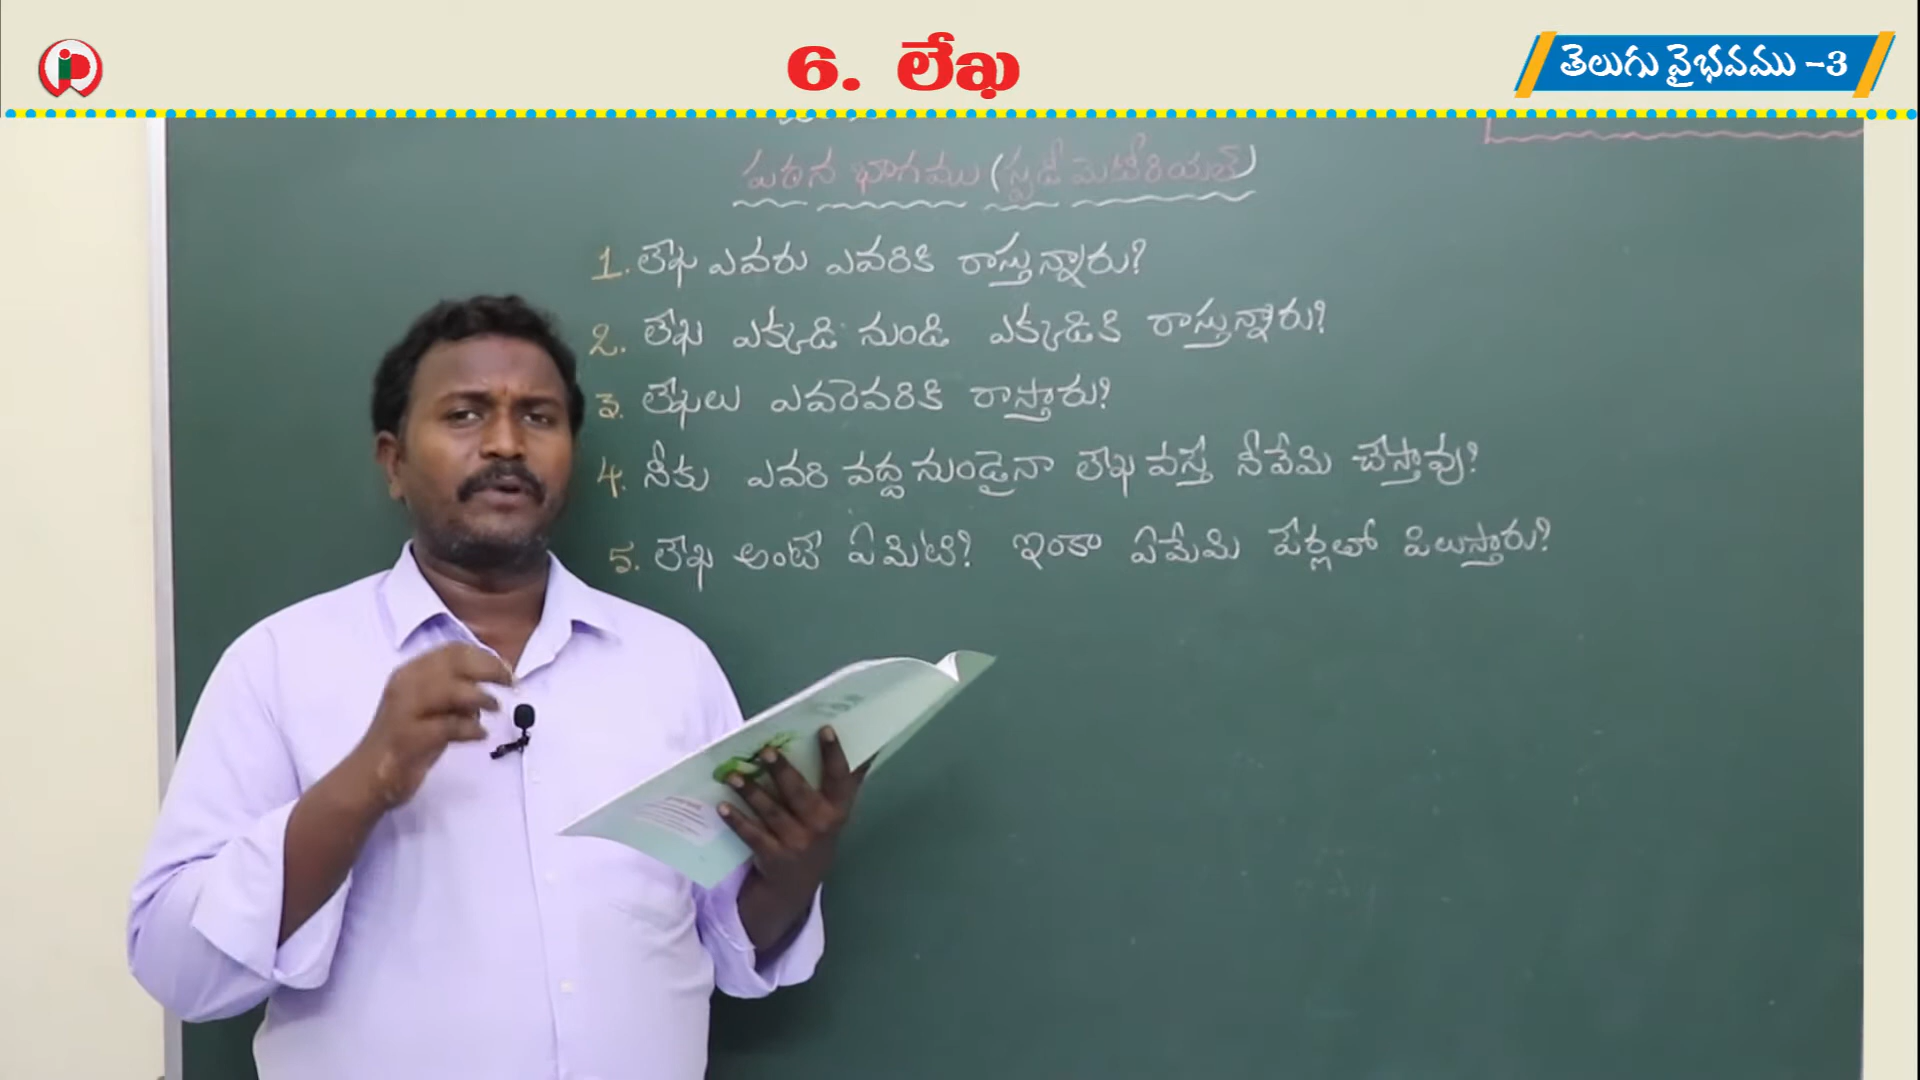 6. లేఖ
తెలుగు వైభవము -3
పఠన భాగము (స్టడీ మెటీరియల్)
1. లేఖ ఎవరు ఎవరికి రాస్తున్నారు?
2. లేఖ ఎక్కడి నుండి ఎక్కడికి రాస్తున్నారు?
3. లేఖలు ఎవరెవరికి రాస్తారు?
4. నీకు ఎవరి వద్ద నుండైనా లేఖ వస్తే నీవేమి చేస్తావు?
5. లేఖ అంటే ఏమిటి? ఇంకా ఏమేమి పేర్లతో పిలుస్తారు?